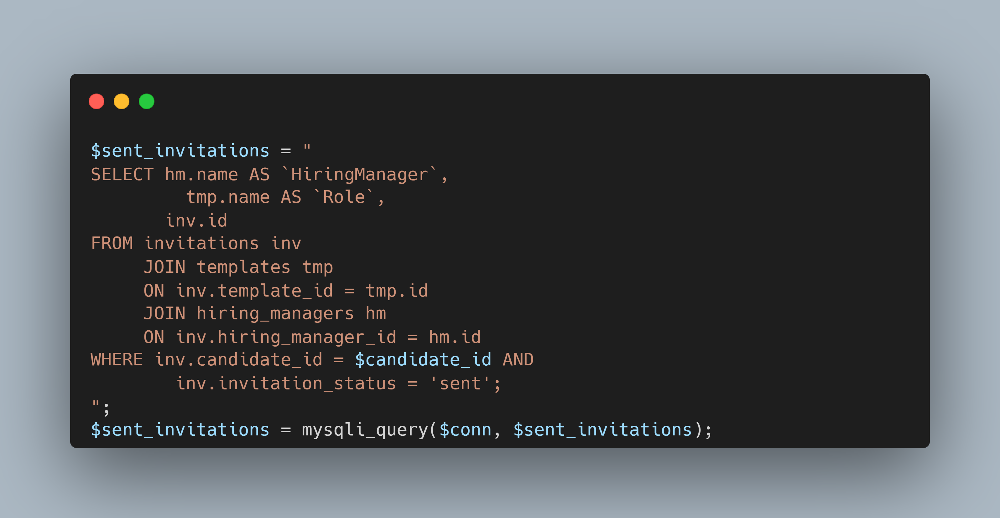 $sent_invitations = "
SELECT hm.name AS `HiringManager`,
         tmp.name AS `Role`,
       inv.id
FROM invitations inv
     JOIN templates tmp
     ON inv.template_id = tmp.id
     JOIN hiring_managers hm
     ON inv.hiring_manager_id = hm.id
WHERE inv.candidate_id = $candidate_id AND
        inv.invitation_status = 'sent';
";
$sent_invitations = mysqli_query($conn, $sent_invitations);